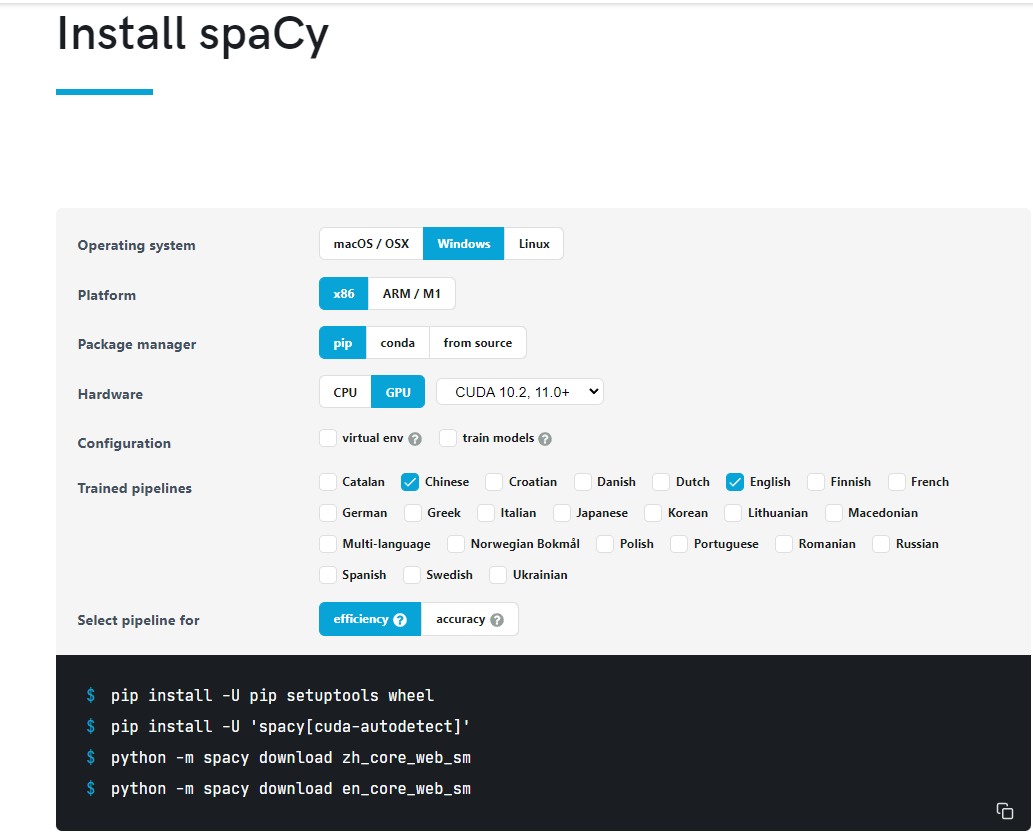 Install spaCy
Operating system
macOS / OSX Windows Linux
Platform
x86 ARM / M1
Package manager
pip conda from source
Hardware
CPU GPU CUDA 10.2, 11.0+
Configuration
virtual env ? train models ?
Trained pipelines
Catalan Chinese Croatian Danish Dutch English Finnish French
German Greek Italian Japanese Korean Lithuanian Macedonian
Multi-language Norwegian Bokmål Polish Portuguese Romanian Russian
Spanish Swedish Ukrainian
Select pipeline for
efficiency ? accuracy ?
$ pip install -U pip setuptools wheel
$ pip install -U 'spacy[cuda-autodetect]'
$ python -m spacy download zh_core_web_sm
$ python -m spacy download en_core_web_sm